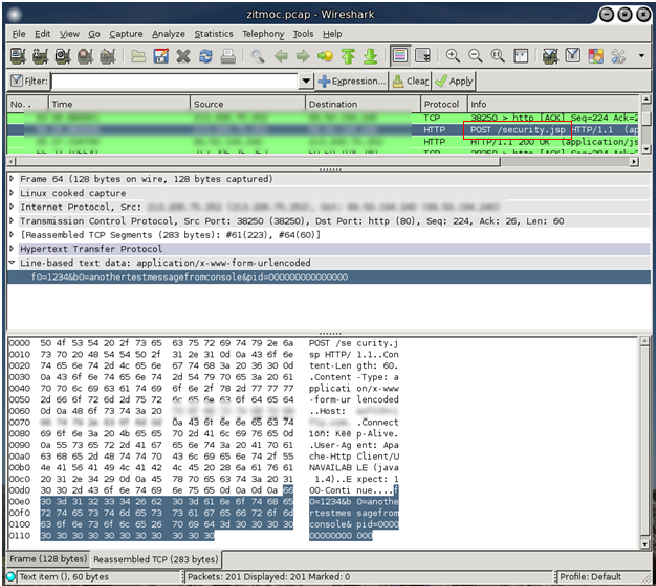 zitmoc.pcap - Wireshark
File Edit View Go Capture Analyze Statistics Telephony Tools Help
Filter: Expression... Clear Apply
No.. Time Source Destination Protocol Info
TCP 38250 > http [ACK] Seq=224 Ack=2
HTTP POST /security.jsp HTTP/1.1 (ap
HTTP/1.1 200 OK (application/js
Frame 64 (128 bytes on wire, 128 bytes captured)
Linux cooked capture
Internet Protocol, Src:
Transmission Control Protocol, Src Port: 38250 (38250), Dst Port: http (80), Seq: 224, Ack: 26, Len: 60
[Reassembled TCP Segments (283 bytes): #61(223), #64(60)]
Hypertext Transfer Protocol
Line-based text data: application/x-www-form-urlencoded
f0=1234&b0=anothertestmessagefromconsole&pid=000000000000000
0000 50 4f 53 54 20 2f 73 65 63 75 72 69 74 79 2e 6a POST /se curity.j
0010 73 70 20 48 54 54 50 2f 31 2e 31 0d 0a 43 6f 6e sp HTTP/ 1.1..Con
0020 74 65 6e 74 2d 4c 65 6e 67 74 68 3a 20 36 30 0d tent-Len gth: 60.
0030 0a 43 6f 6e 74 65 6e 74 2d 54 79 70 65 3a 20 61 .Content -Type: a
0040 70 70 6c 69 63 61 74 69 6f 6e 2f 78 2d 77 77 77 pplicati on/x-www
0050 2d 66 6f 72 6d 2d 75 72 6c 65 6e 63 6f 64 65 64 -form-ur lencoded
0060 0d 0a 48 6f 73 74 3a 20 ..Host:
0070 0a 43 6f 6e 6e 65 63 74 .Connect
0080 69 6f 6e 3a 20 4b 65 65 70 2d 41 6c 69 76 65 0d ion: Kee p-Alive.
0090 0a 55 73 65 72 2d 41 67 65 6e 74 3a 20 41 70 61 .User-Ag ent: Apa
00a0 63 68 65 2d 48 74 74 70 43 6c 69 65 6e 74 2f 55 che-Http Client/U
00b0 4e 41 56 41 49 4c 41 42 4c 45 20 28 6a 61 76 61 NAVAILAB LE (java
00c0 20 31 2e 34 29 0d 0a 45 78 70 65 63 74 3a 20 31 1.4)..E xpect: 1
00d0 30 30 2d 43 6f 6e 74 69 6e 75 65 0d 0a 0d 0a 66 00-Conti nue....f
00e0 30 3d 31 32 33 34 26 62 30 3d 61 6e 6f 74 68 65 0=1234&b 0=anothe
00f0 72 74 65 73 74 6d 65 73 73 61 67 65 66 72 6f 6d rtestmes sagefrom
0100 63 6f 6e 73 6f 6c 65 26 70 69 64 3d 30 30 30 30 console& pid=0000
0110 30 30 30 30 30 30 30 30 30 30 30 00000000 000
Frame (128 bytes) Reassembled TCP (283 bytes)
Text item (), 60 bytes Packets: 201 Displayed: 201 Marked: 0 Profile: Default